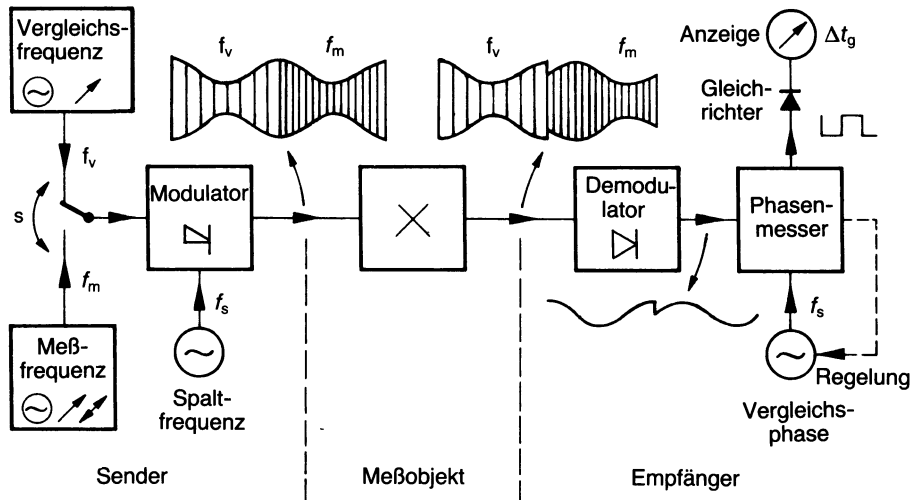 Vergleichs-
frequenz
f_v
f_m
f_v
f_m
Anzeige
Δt_g
Gleich-
richter
f_v
s
Modulator
Demodu-
lator
Phasen-
messer
f_m
f_s
f_s
Meß-
frequenz
Spalt-
frequenz
Regelung
Vergleichs-
phase
Sender
Meßobjekt
Empfänger